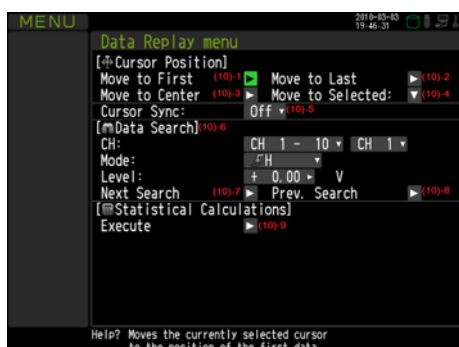 MENU
2010-03-03
19-46-31
Data Replay menu
[Cursor Position]
Move to First (10)-1 Move to Last (10)-2
Move to Center (10)-3 Move to Selected: (10)-4
Cursor Sync: Off (10)-5
[Data Search] (10)-6
CH: CH 1 - 10 CH 1
Mode: H
Level: + 0.00 V
Next Search (10)-7 Prev. Search (10)-8
[Statistical Calculations]
Execute (10)-9
Help? Moves the currently selected cursor
to the position of the first data